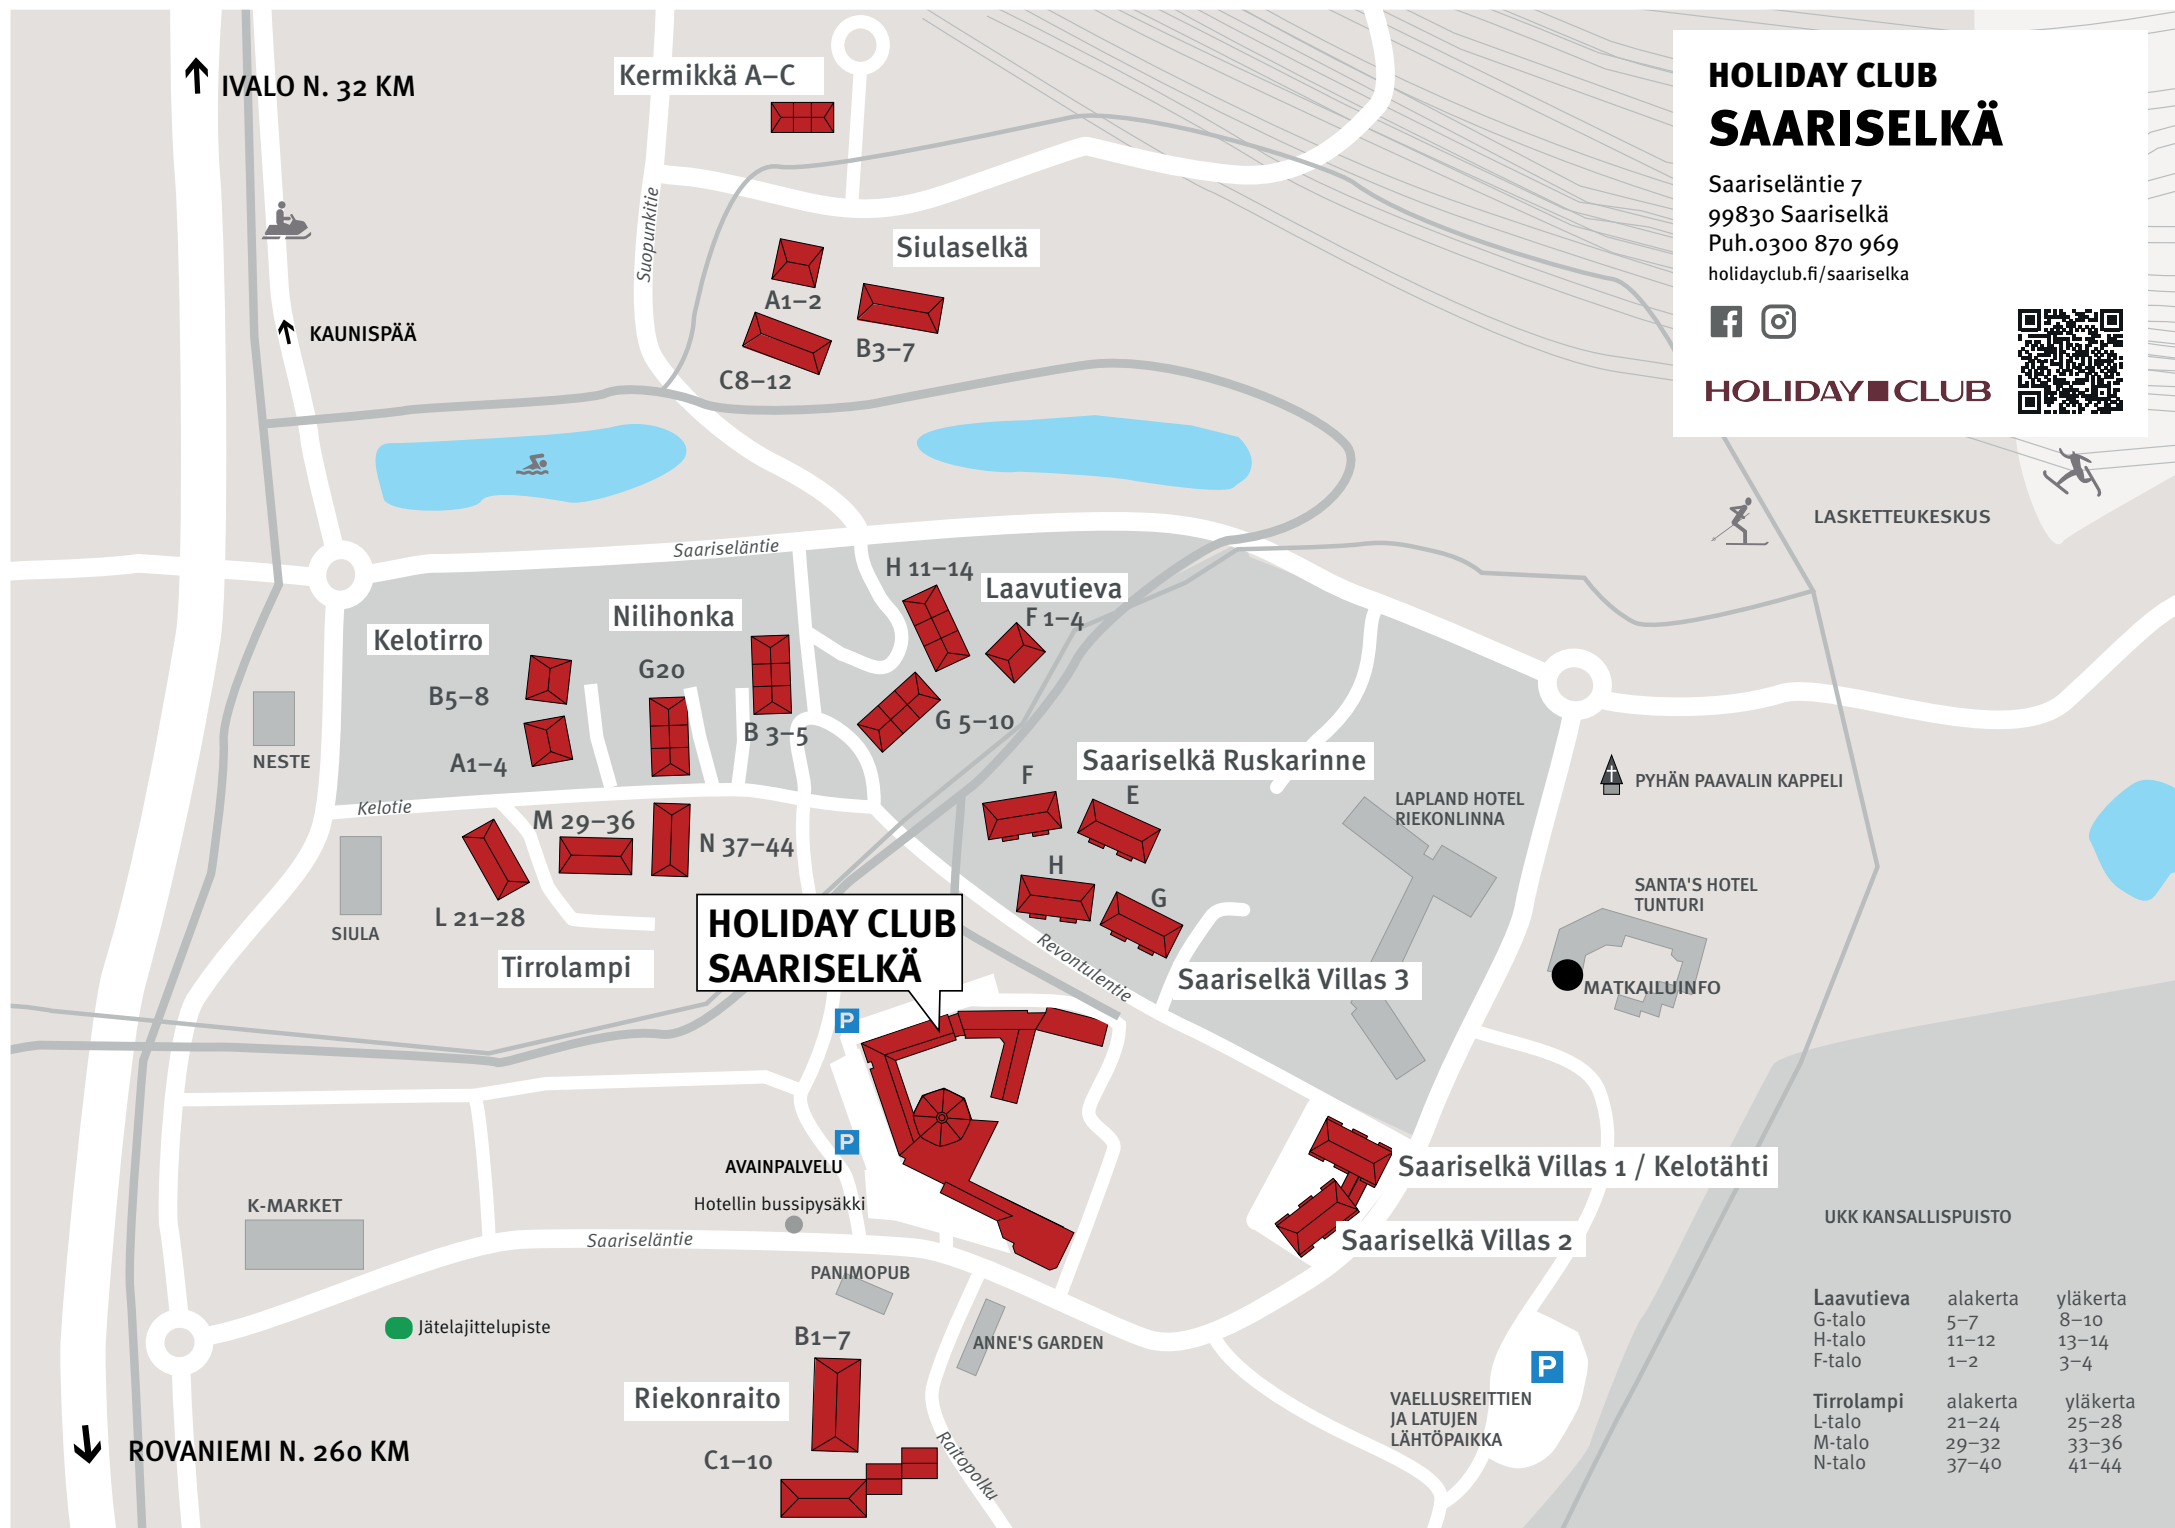 IVALO N. 32 KM
Kermikkä A–C
HOLIDAY CLUB
SAARISELKÄ
Saariseläntie 7
99830 Saariselkä
Puh.0300 870 969
holidayclub.fi/saariselka
HOLIDAY CLUB
Suopunkitie
Siulaselkä
A1–2
B3–7
C8–12
KAUNISPÄÄ
LASKETTEUKESKUS
Saariseläntie
H 11–14
Laavutieva
F 1–4
Nilihonka
Kelotirro
G20
B5–8
B 3–5
G 5–10
A1–4
NESTE
Saariselkä Ruskarinne
F
E
PYHÄN PAAVALIN KAPPELI
LAPLAND HOTEL
RIEKONLINNA
Kelotie
M 29–36
N 37–44
H
G
SANTA'S HOTEL
TUNTURI
L 21–28
SIULA
HOLIDAY CLUB
SAARISELKÄ
Revontulentie
Tirrolampi
Saariselkä Villas 3
MATKAILUINFO
P
P
AVAINPALVELU
Saariselkä Villas 1 / Kelotähti
Hotellin bussipysäkki
K-MARKET
Saariseläntie
Saariselkä Villas 2
UKK KANSALLISPUISTO
PANIMOPUB
Jätelajittelupiste
B1–7
ANNE'S GARDEN
P
Riekonraito
VAELLUSREITTIEN
JA LATUJEN
LÄHTÖPAIKKA
ROVANIEMI N. 260 KM
C1–10
Raitopolku
Laavutieva alakerta yläkerta
G-talo 5–7 8–10
H-talo 11–12 13–14
F-talo 1–2 3–4
Tirrolampi alakerta yläkerta
L-talo 21–24 25–28
M-talo 29–32 33–36
N-talo 37–40 41–44